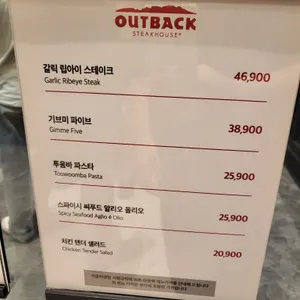 OUTBACK
STEAKHOUSE®
갈릭 립아이 스테이크 46,900
Garlic Ribeye Steak
기브미 파이브 38,900
Gimme Five
투움바 파스타 25,900
Toowoomba Pasta
스파이시 씨푸드 알리오 올리오 25,900
Spicy Seafood Aglio é Olio
치킨 텐더 샐러드 20,900
Chicken Tender Salad